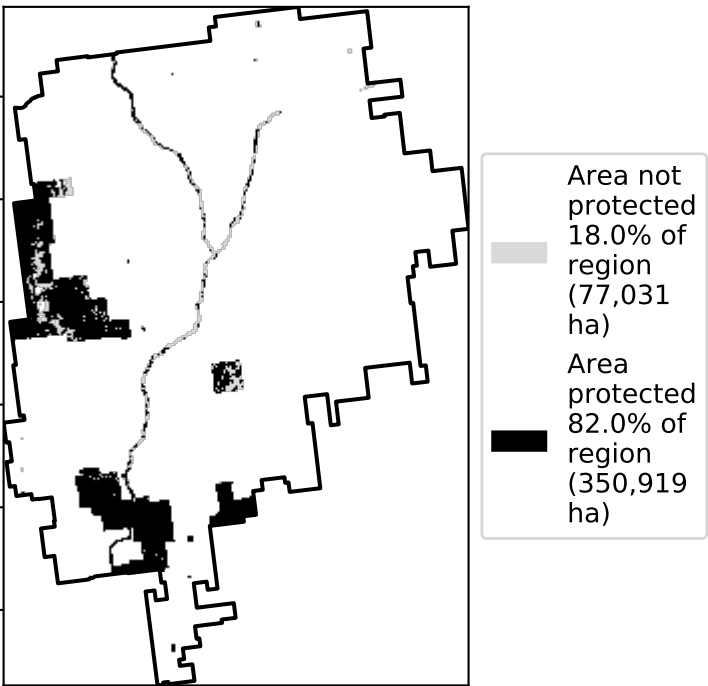 Area not
protected
18.0% of
region
(77,031
ha)
Area
protected
82.0% of
region
(350,919
ha)